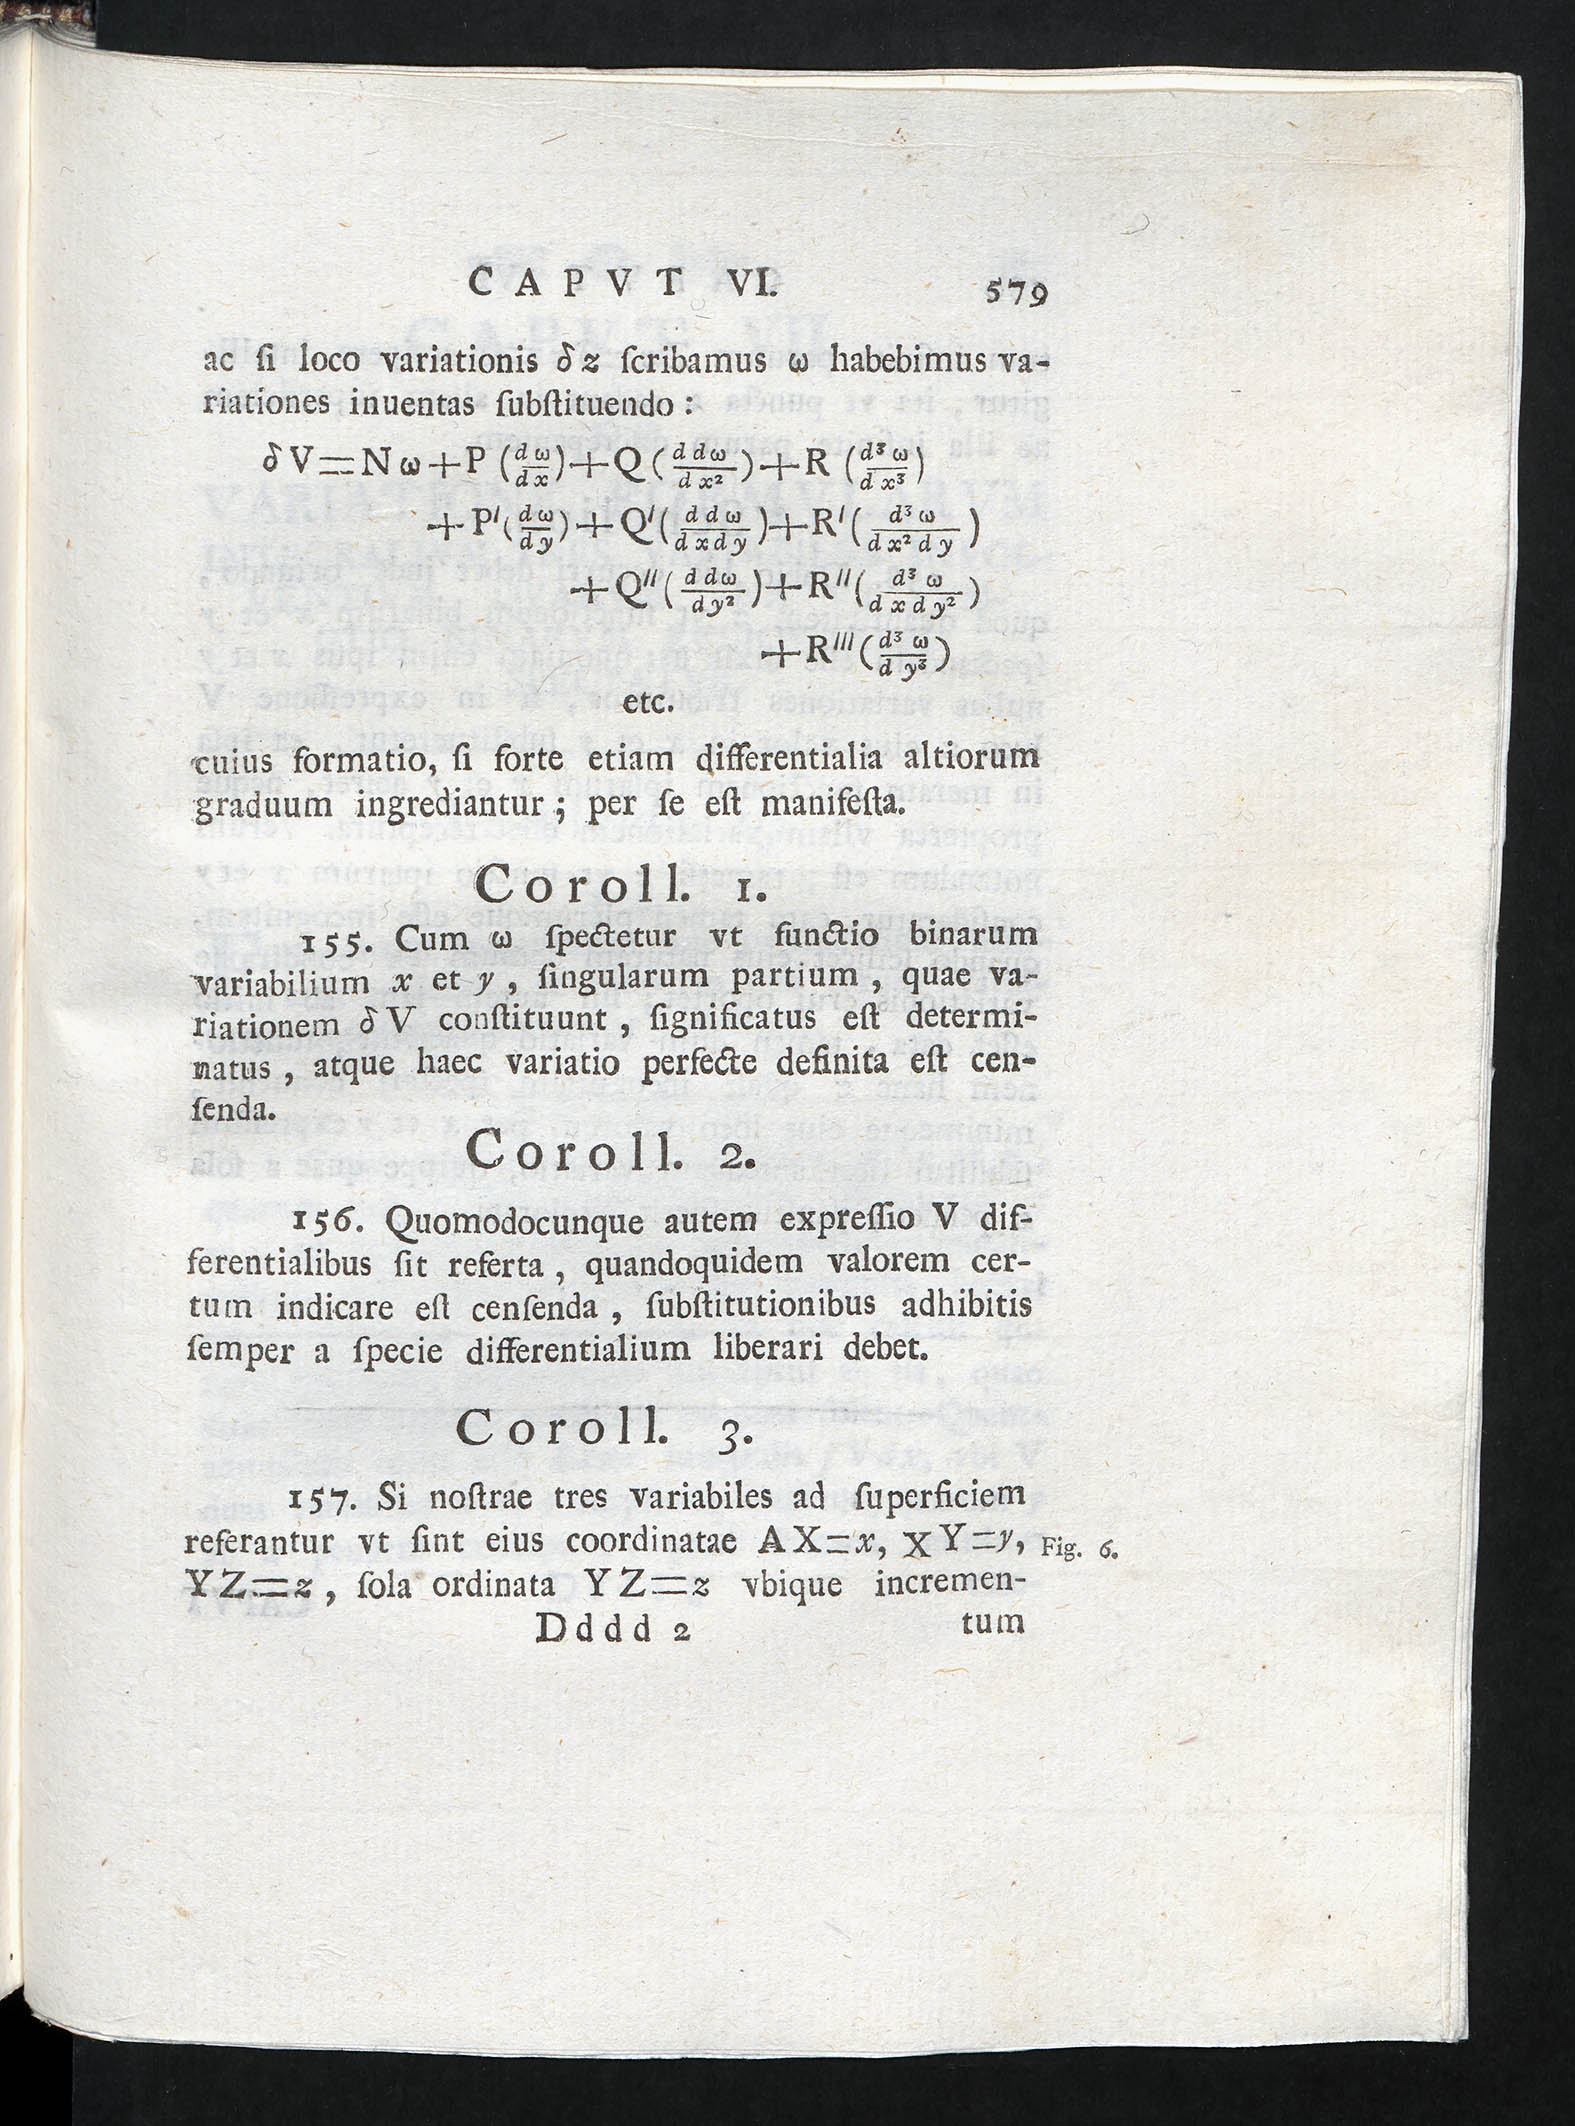 CAPVT VI. 579
ac ſi loco variationis δz ſcribamus ω habebimus va-
riationes inuentas ſubſtituendo:
δV=Nω+P(dω/dx)+Q(ddω/dx²)+R(d³ω/dx³)
+P′(dω/dy)+Q′(ddω/dxdy)+R′(d³ω/dx²dy)
+Q″(ddω/dy²)+R″(d³ω/dxdy²)
+R‴(d³ω/dy³)
etc.
cuius formatio, ſi forte etiam differentialia altiorum
graduum ingrediantur; per ſe eſt manifeſta.
Coroll. 1.
155. Cum ω ſpectetur vt functio binarum
variabilium x et y, ſingularum partium, quae va-
riationem δV conſtituunt, ſignificatus eſt determi-
natus, atque haec variatio perfecte definita eſt cen-
ſenda.
Coroll. 2.
156. Quomodocunque autem expreſſio V dif-
ferentialibus ſit referta, quandoquidem valorem cer-
tum indicare eſt cenſenda, ſubſtitutionibus adhibitis
ſemper a ſpecie differentialium liberari debet.
Coroll. 3.
157. Si noſtrae tres variabiles ad ſuperficiem
referantur vt ſint eius coordinatae AX=x, XY=y, Fig. 6.
YZ=z, ſola ordinata YZ=z vbique incremen-
Dddd 2 tum